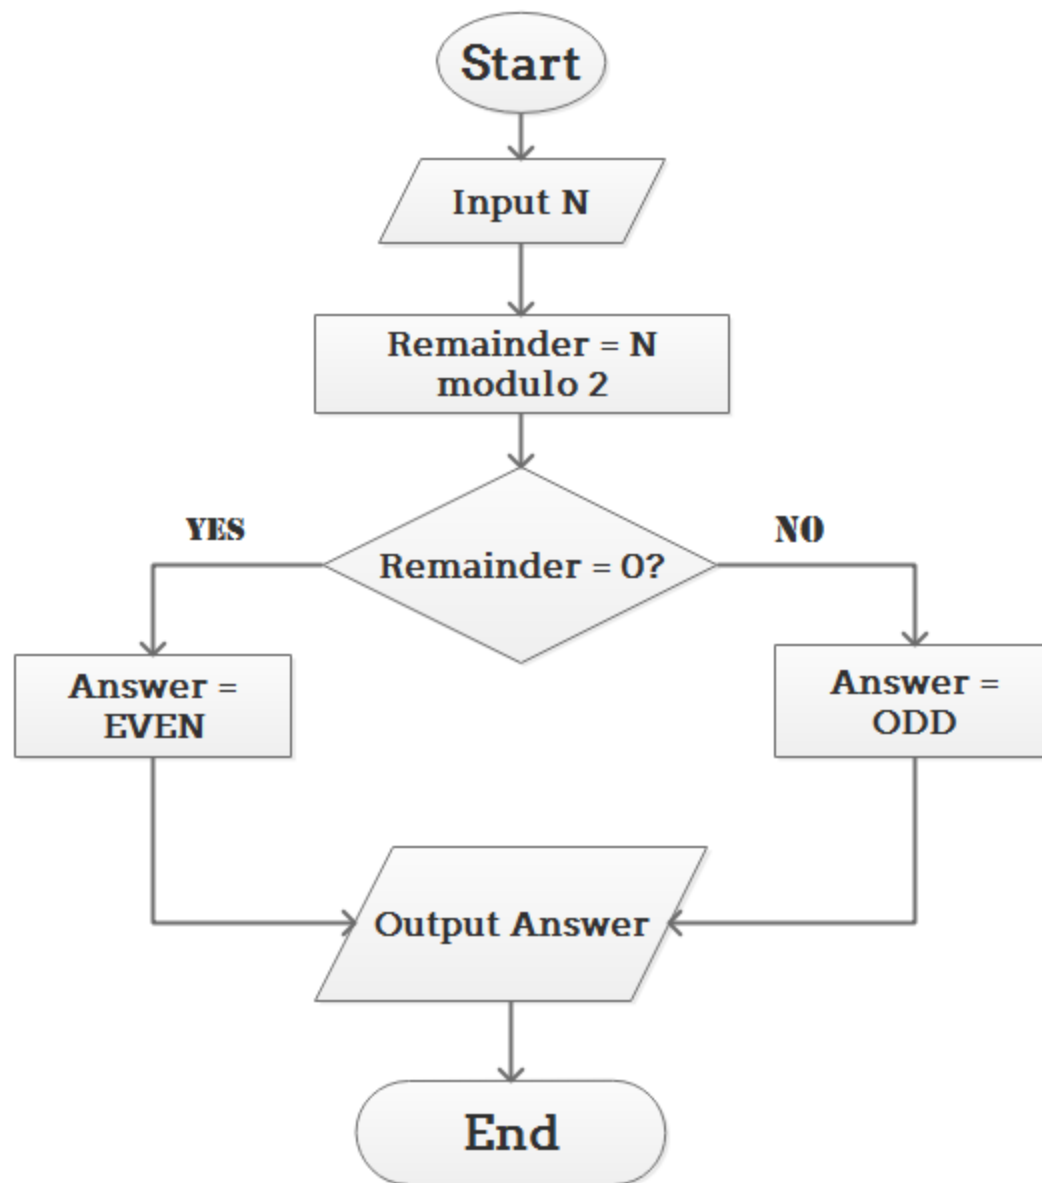 Start
Input N
Remainder = N
modulo 2
Remainder = 0?
YES
NO
Answer =
EVEN
Answer =
ODD
Output Answer
End